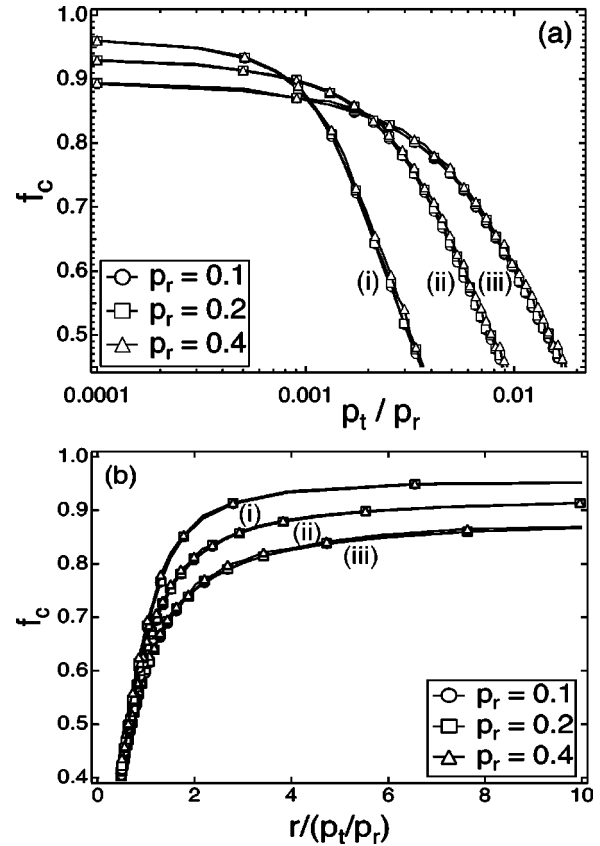 (a)
1.0
0.9
0.8
0.7
0.6
0.5
f_c
(i)
(ii)
(iii)
p_r = 0.1
p_r = 0.2
p_r = 0.4
0.0001
0.001
0.01
p_t / p_r
(b)
1.0
0.9
0.8
0.7
0.6
0.5
0.4
f_c
(i)
(ii)
(iii)
p_r = 0.1
p_r = 0.2
p_r = 0.4
0
2
4
6
8
10
r/(p_t/p_r)